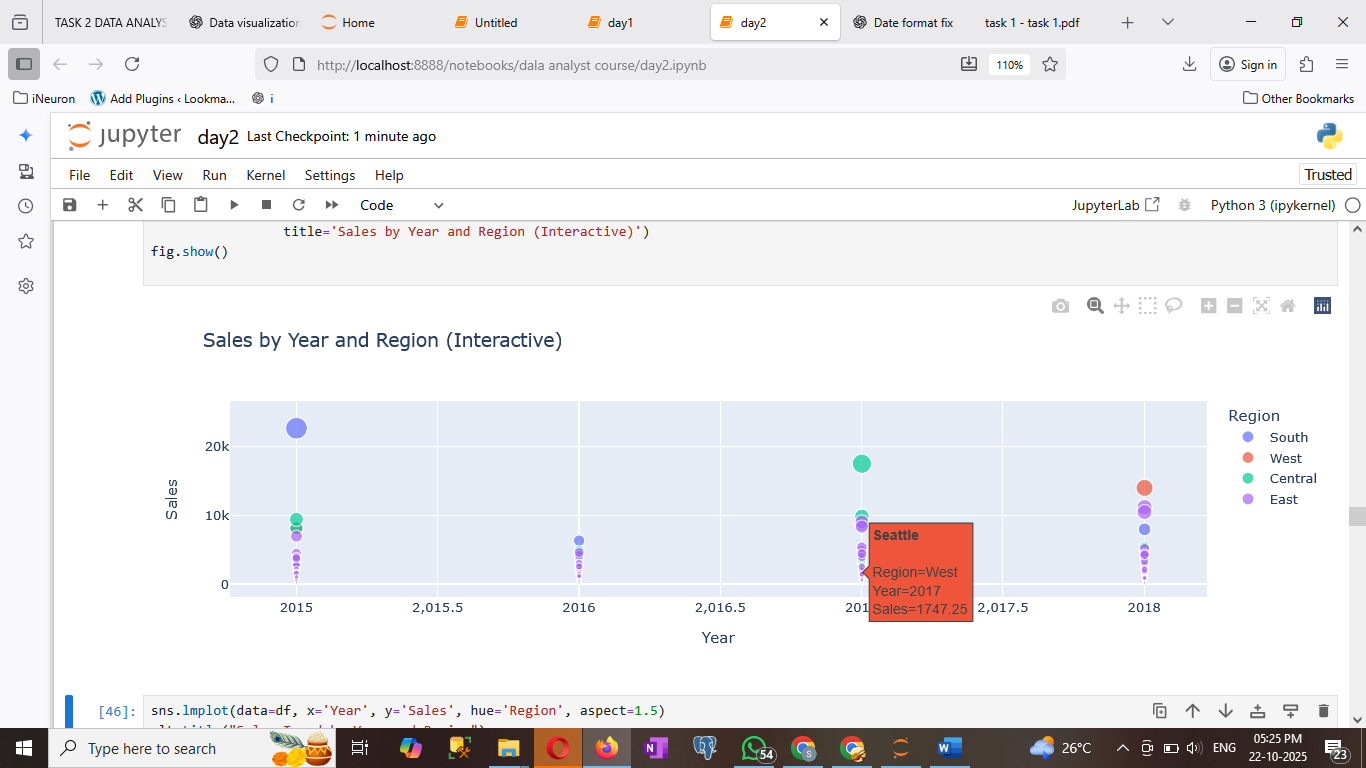 TASK 2 DATA ANALYS
Data visualization
Home
Untitled
day1
day2
Date format fix
task 1 - task 1.pdf
http://localhost:8888/notebooks/dala analyst course/day2.ipynb
110%
Sign in
iNeuron
Add Plugins ‹ Lookma...
i
Other Bookmarks
jupyter day2 Last Checkpoint: 1 minute ago
File Edit View Run Kernel Settings Help
Trusted
Code
JupyterLab
Python 3 (ipykernel)
title='Sales by Year and Region (Interactive)')
fig.show()
Sales by Year and Region (Interactive)
Region
South
West
Central
East
20k
10k
0
Sales
Seattle
Region=West
Year=2017
Sales=1747.25
2015 2,015.5 2016 2,016.5 201 2,017.5 2018
Year
[46]:
sns.lmplot(data=df, x='Year', y='Sales', hue='Region', aspect=1.5)
Type here to search
54
S
26°C
ENG
05:25 PM
22-10-2025
23